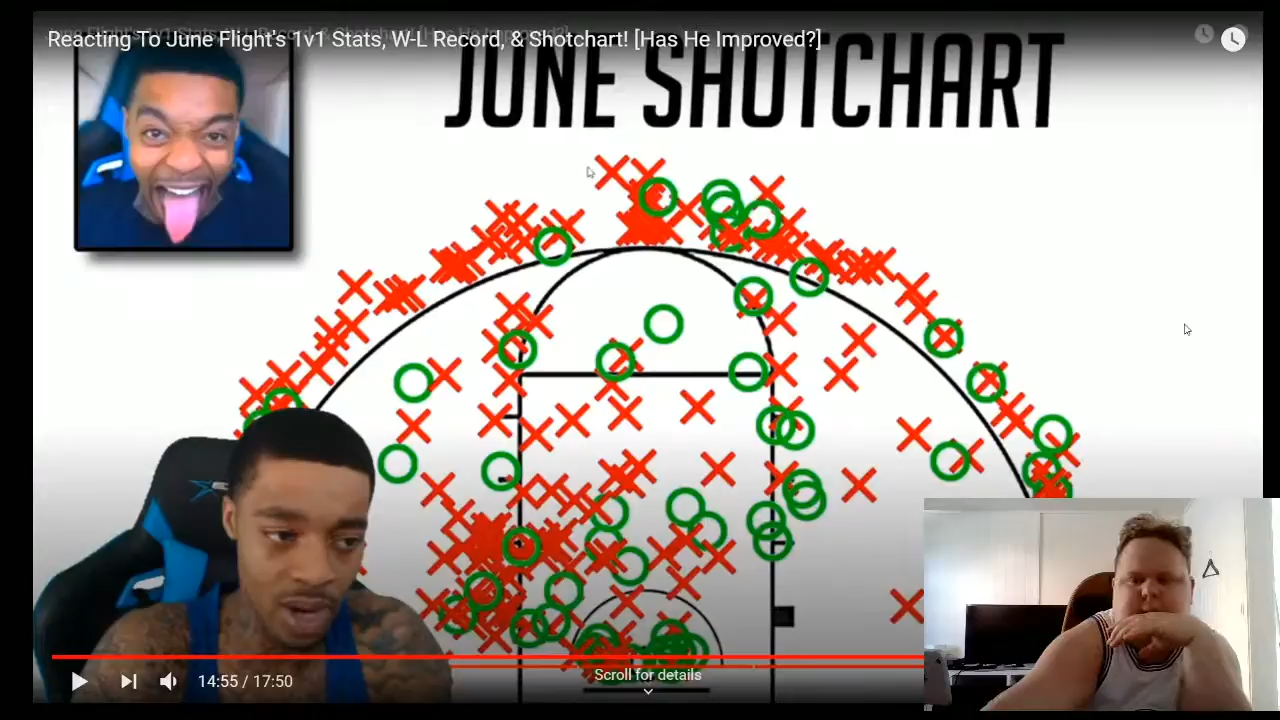 Reacting To June Flight's 1v1 Stats, W-L Record, & Shotchart! [Has He Improved?]
JUNE SHOTCHART
Scroll for details
14:55 / 17:50